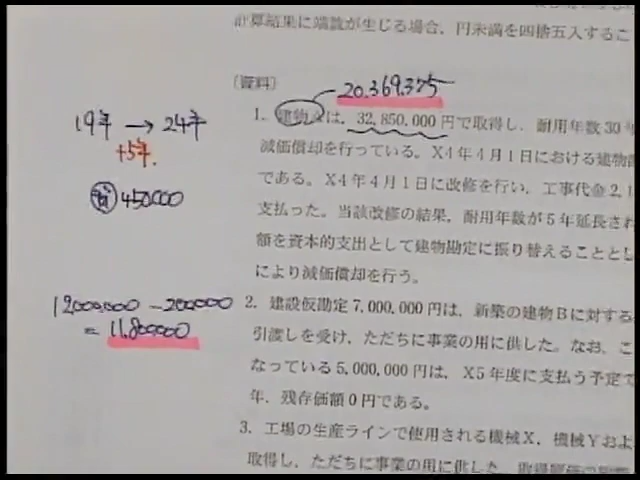 計算結果に端数が生じる場合、円未満を四捨五入するこ
(資料)
20,369,375
1. 建物Aは、32,850,000円で取得し、耐用年数30年
減価償却を行っている。X4年4月1日における建物
である。X4年4月1日に改修を行い、工事代金2,1
支払った。当該改修の結果、耐用年数が5年延長され
額を資本的支出として建物勘定に振り替えることとし
により減価償却を行う。
2. 建設仮勘定7,000,000円は、新築の建物Bに対する
引渡しを受け、ただちに事業の用に供した。なお、こ
なっている5,000,000円は、X5年度に支払う予定で
年、残存価額0円である。
3. 工場の生産ラインで使用される機械X、機械Yおよ
取得し、ただちに事業の用に供した。取得原価の
19年 → 24年
+5年.
資 450000
12000000 − 200000
= 11,800000